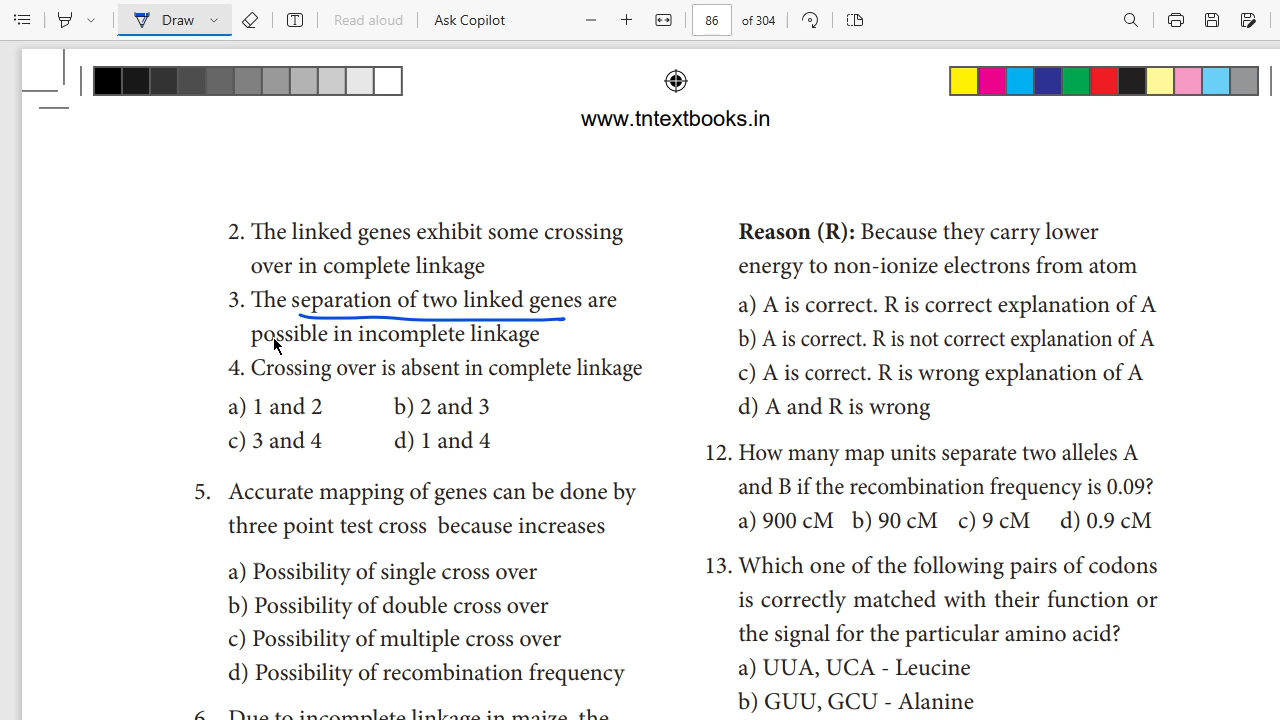 Draw
Read aloud
Ask Copilot
86 of 304
www.tntextbooks.in
2. The linked genes exhibit some crossing
over in complete linkage
3. The separation of two linked genes are
possible in incomplete linkage
4. Crossing over is absent in complete linkage
a) 1 and 2 b) 2 and 3
c) 3 and 4 d) 1 and 4
5. Accurate mapping of genes can be done by
three point test cross because increases
a) Possibility of single cross over
b) Possibility of double cross over
c) Possibility of multiple cross over
d) Possibility of recombination frequency
6. Due to incomplete linkage in maize, the
Reason (R): Because they carry lower
energy to non-ionize electrons from atom
a) A is correct. R is correct explanation of A
b) A is correct. R is not correct explanation of A
c) A is correct. R is wrong explanation of A
d) A and R is wrong
12. How many map units separate two alleles A
and B if the recombination frequency is 0.09?
a) 900 cM b) 90 cM c) 9 cM d) 0.9 cM
13. Which one of the following pairs of codons
is correctly matched with their function or
the signal for the particular amino acid?
a) UUA, UCA - Leucine
b) GUU, GCU - Alanine